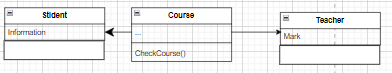 Stident
Information
Course
...
CheckCourse()
Teacher
Mark